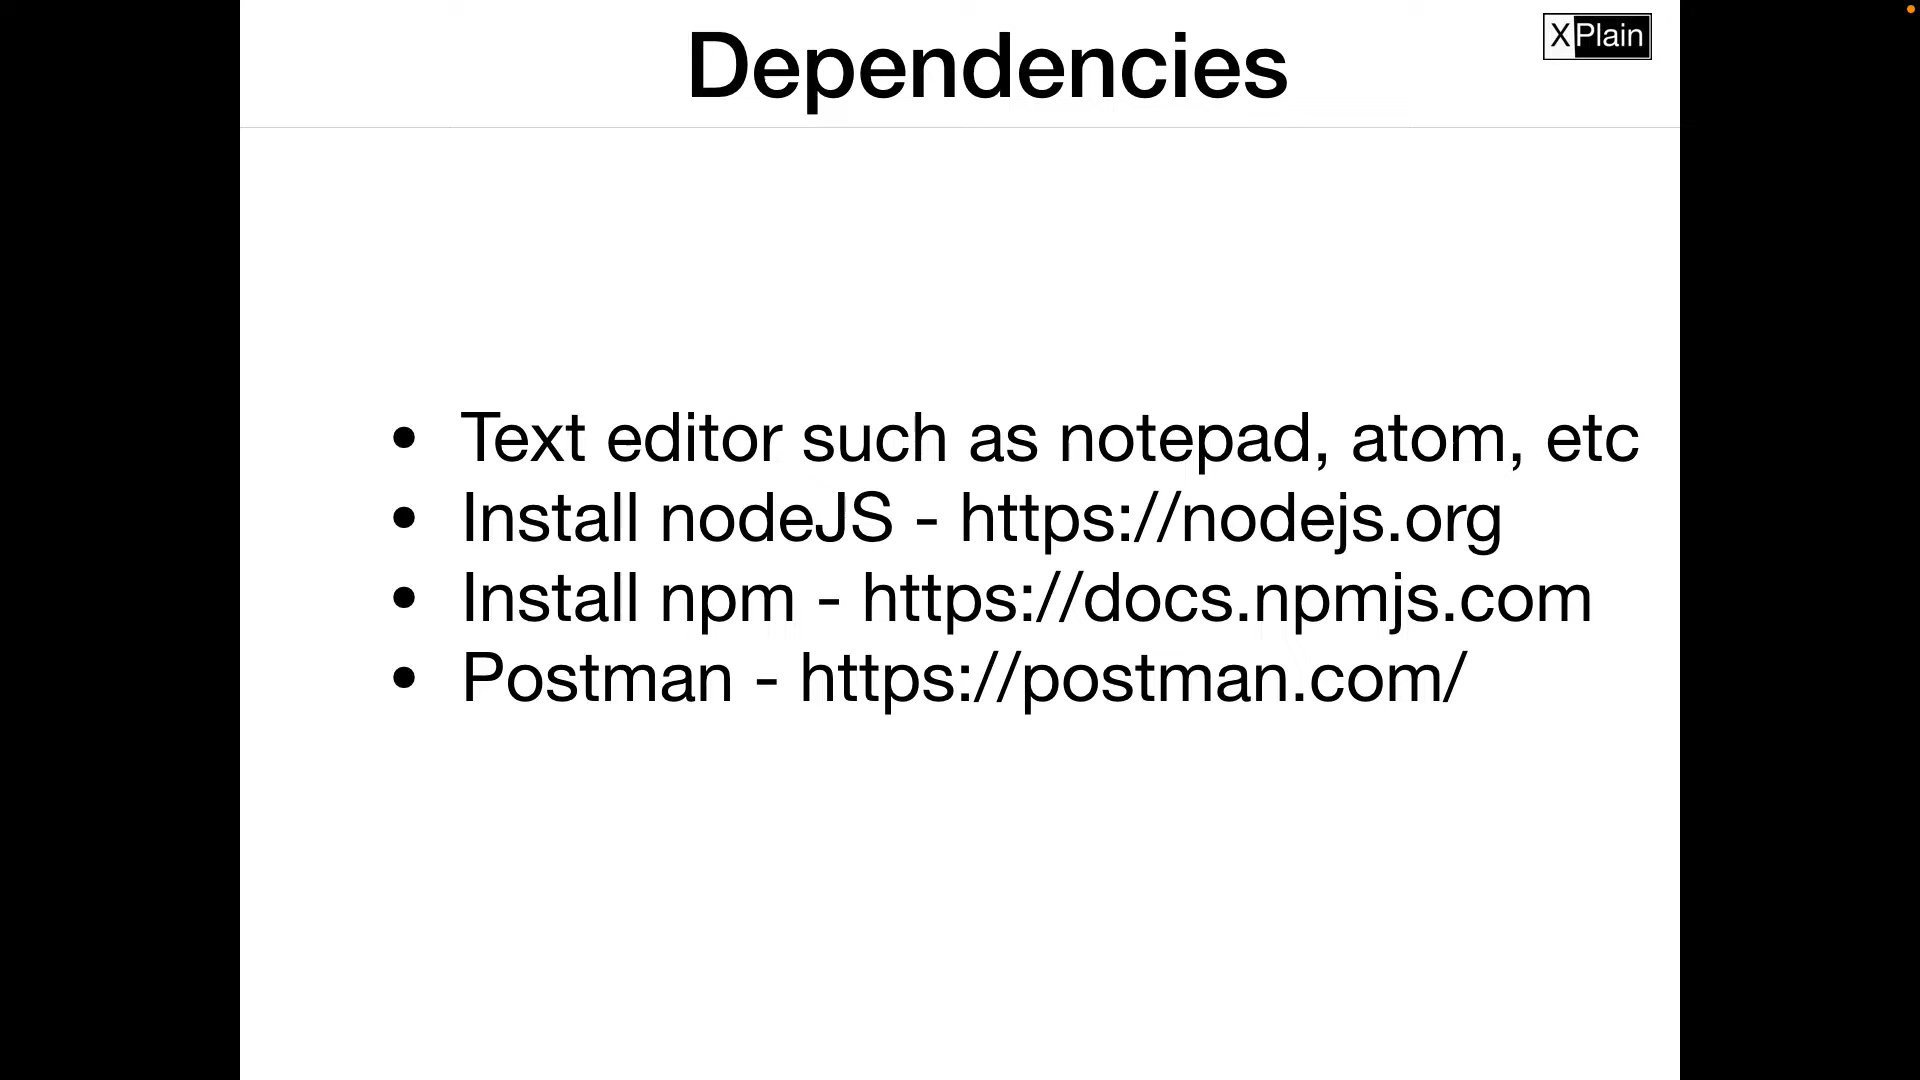 Dependencies
XPlain
• Text editor such as notepad, atom, etc
• Install nodeJS - https://nodejs.org
• Install npm - https://docs.npmjs.com
• Postman - https://postman.com/